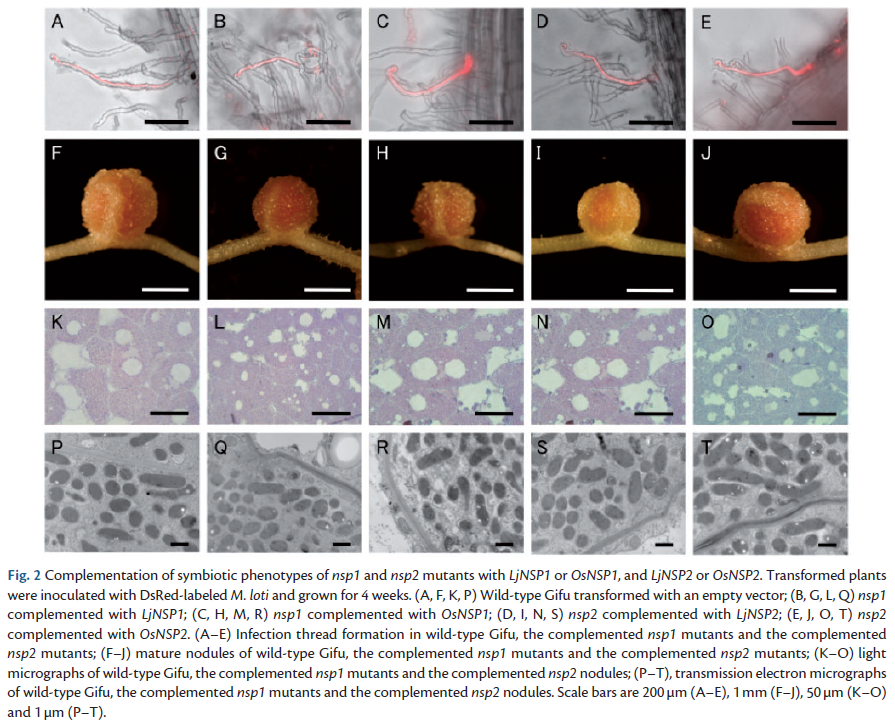 A B C D E
F G H I J
K L M N O
P Q R S T
Fig. 2 Complementation of symbiotic phenotypes of nsp1 and nsp2 mutants with LjNSP1 or OsNSP1, and LjNSP2 or OsNSP2. Transformed plants
were inoculated with DsRed-labeled M. loti and grown for 4 weeks. (A, F, K, P) Wild-type Gifu transformed with an empty vector; (B, G, L, Q) nsp1
complemented with LjNSP1; (C, H, M, R) nsp1 complemented with OsNSP1; (D, I, N, S) nsp2 complemented with LjNSP2; (E, J, O, T) nsp2
complemented with OsNSP2. (A–E) Infection thread formation in wild-type Gifu, the complemented nsp1 mutants and the complemented
nsp2 mutants; (F–J) mature nodules of wild-type Gifu, the complemented nsp1 mutants and the complemented nsp2 mutants; (K–O) light
micrographs of wild-type Gifu, the complemented nsp1 mutants and the complemented nsp2 nodules; (P–T), transmission electron micrographs
of wild-type Gifu, the complemented nsp1 mutants and the complemented nsp2 nodules. Scale bars are 200 µm (A–E), 1 mm (F–J), 50 µm (K–O)
and 1 µm (P–T).